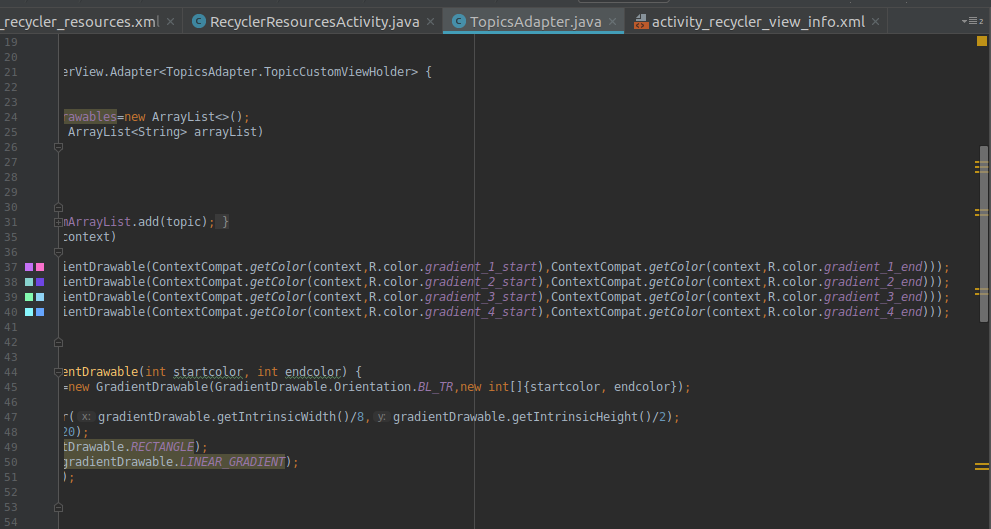 _recycler_resources.xml × C RecyclerResourcesActivity.java × C TopicsAdapter.java × activity_recycler_view_info.xml × 2
19
20
21 erView.Adapter<TopicsAdapter.TopicCustomViewHolder> {
22
23
24 rawables=new ArrayList<>();
25 ArrayList<String> arrayList)
26
27
28
29
30
31 mArrayList.add(topic); }
35 context)
36
37 ientDrawable(ContextCompat.getColor(context,R.color.gradient_1_start),ContextCompat.getColor(context,R.color.gradient_1_end)));
38 ientDrawable(ContextCompat.getColor(context,R.color.gradient_2_start),ContextCompat.getColor(context,R.color.gradient_2_end)));
39 ientDrawable(ContextCompat.getColor(context,R.color.gradient_3_start),ContextCompat.getColor(context,R.color.gradient_3_end)));
40 ientDrawable(ContextCompat.getColor(context,R.color.gradient_4_start),ContextCompat.getColor(context,R.color.gradient_4_end)));
41
42
43
44 entDrawable(int startcolor, int endcolor) {
45 =new GradientDrawable(GradientDrawable.Orientation.BL_TR,new int[]{startcolor, endcolor});
46
47 r( x: gradientDrawable.getIntrinsicWidth()/8, y: gradientDrawable.getIntrinsicHeight()/2);
48 20);
49 tDrawable.RECTANGLE);
50 gradientDrawable.LINEAR_GRADIENT);
51 );
52
53
54